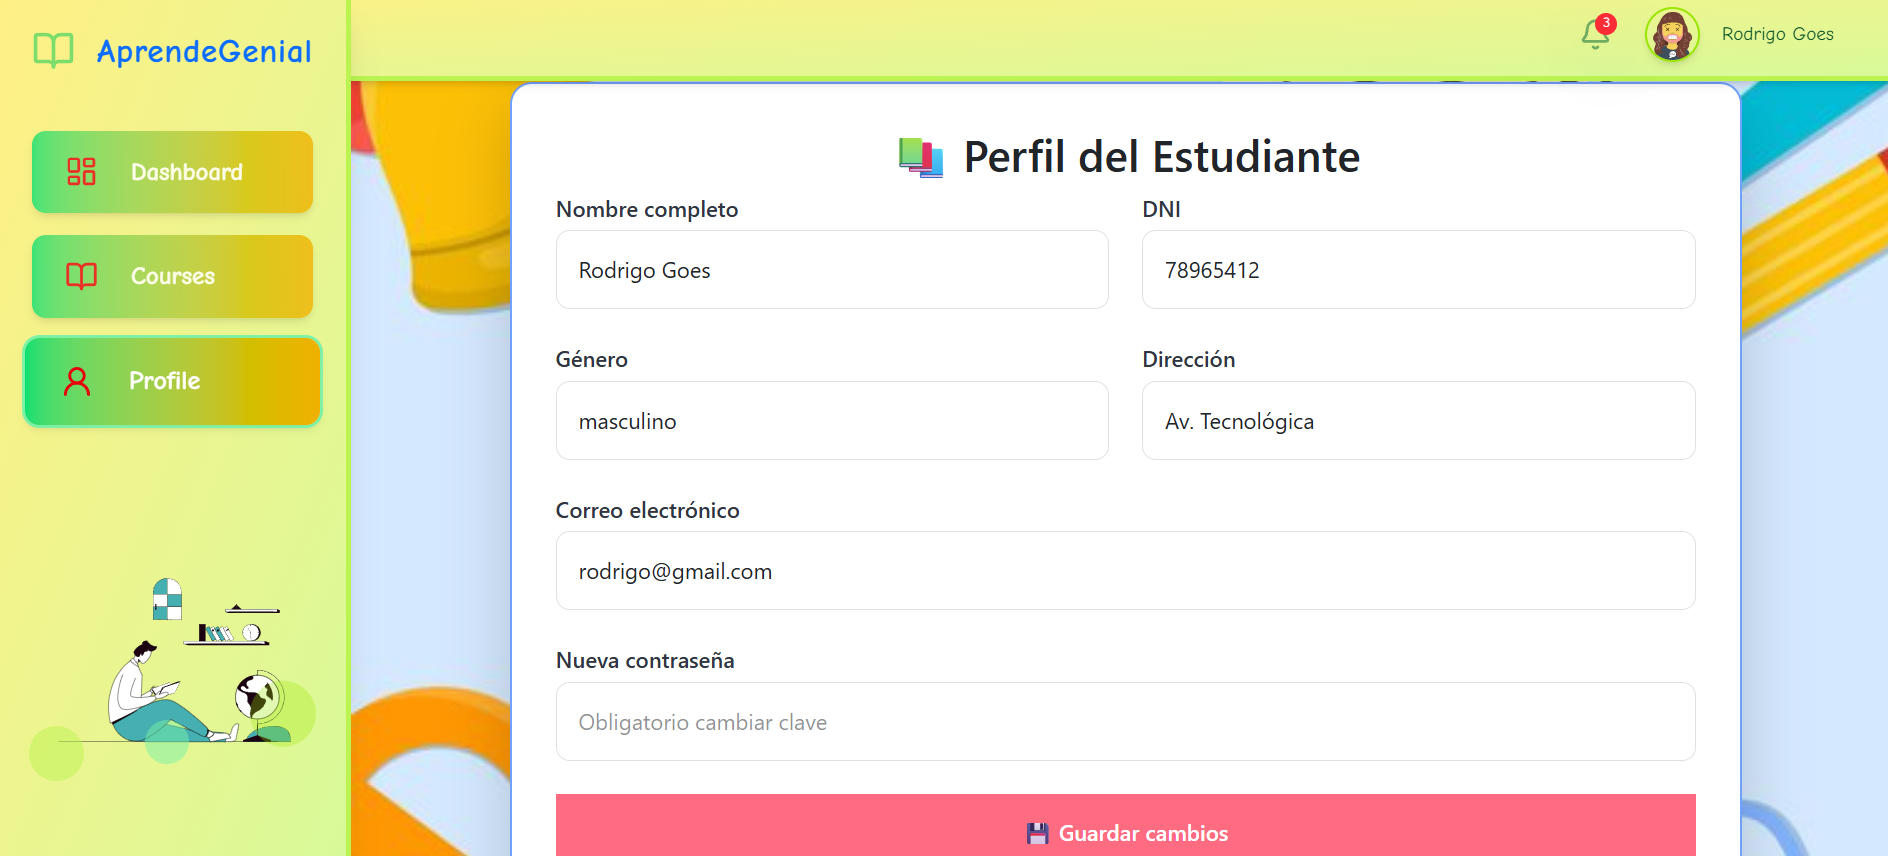 AprendeGenial
3
Rodrigo Goes
Dashboard
Courses
Profile
Perfil del Estudiante
Nombre completo
DNI
Rodrigo Goes
78965412
Género
Dirección
masculino
Av. Tecnológica
Correo electrónico
rodrigo@gmail.com
Nueva contraseña
Obligatorio cambiar clave
Guardar cambios